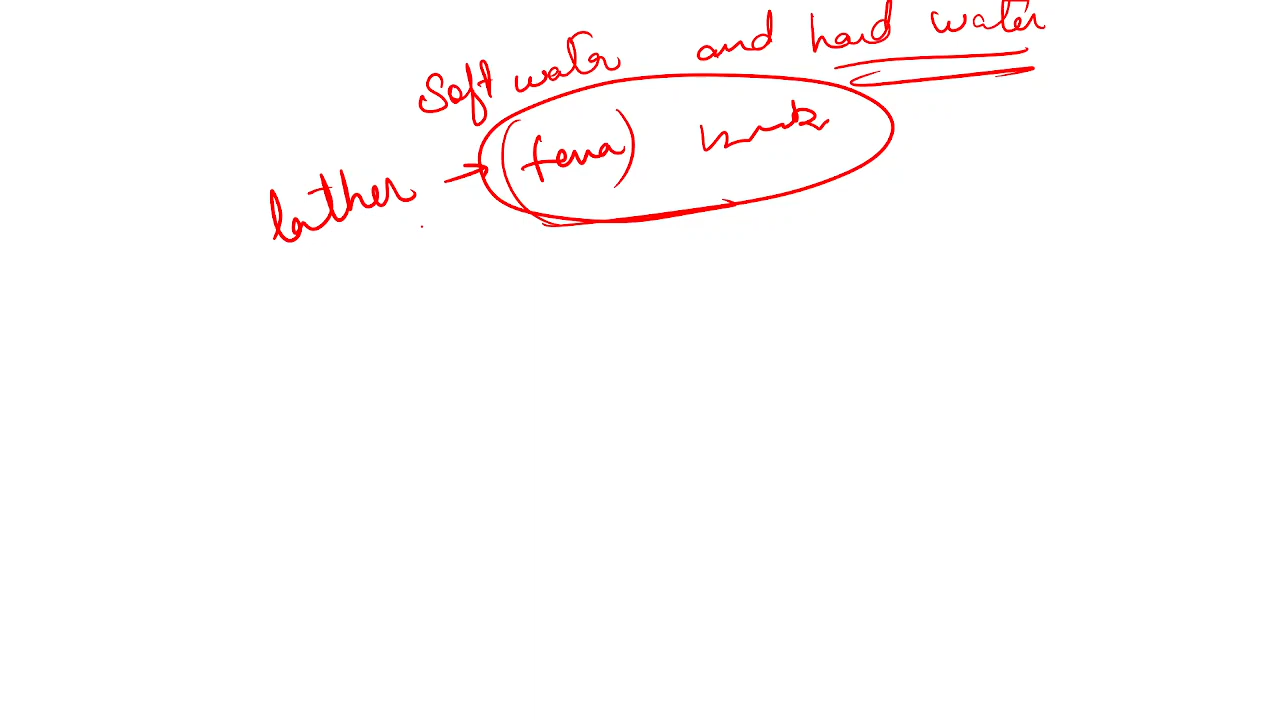 Soft water and hard water
(fena)
lather →